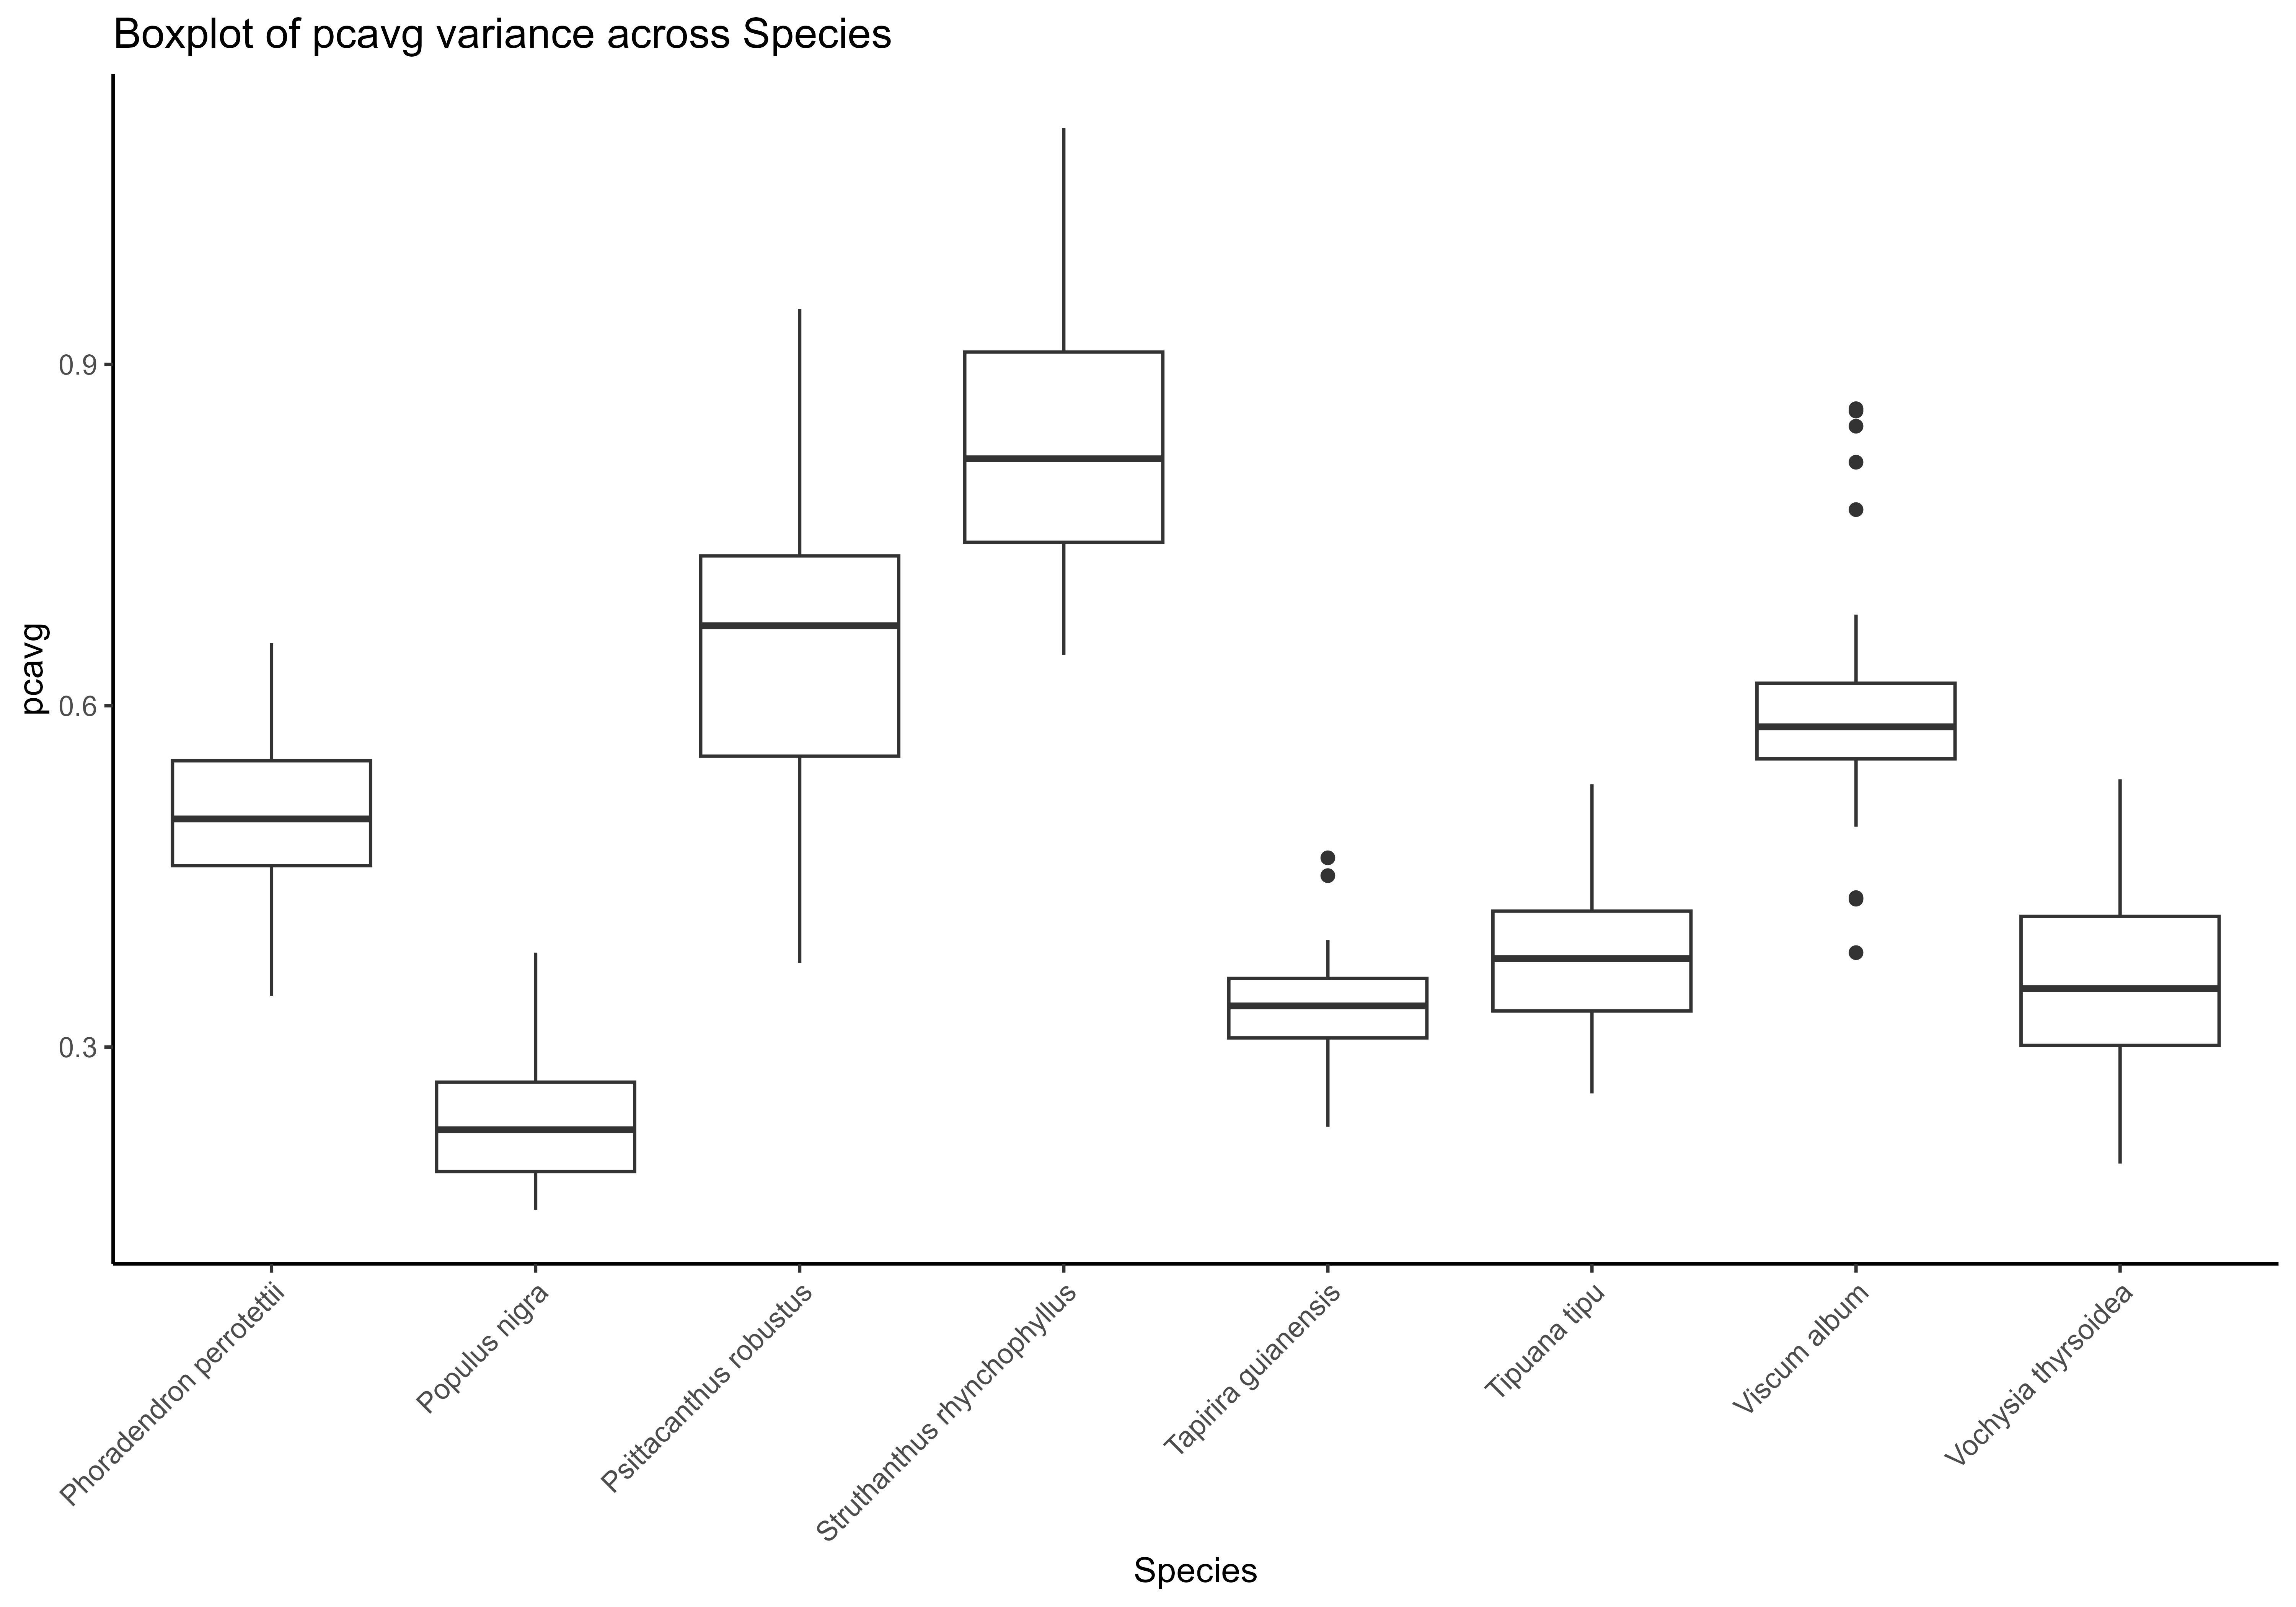 Boxplot of pcavg variance across Species
pcavg
0.9
0.6
0.3
Phoradendron perrotettii
Populus nigra
Psittacanthus robustus
Struthanthus rhynchophyllus
Tapirira guianensis
Tipuana tipu
Viscum album
Vochysia thyrsoidea
Species